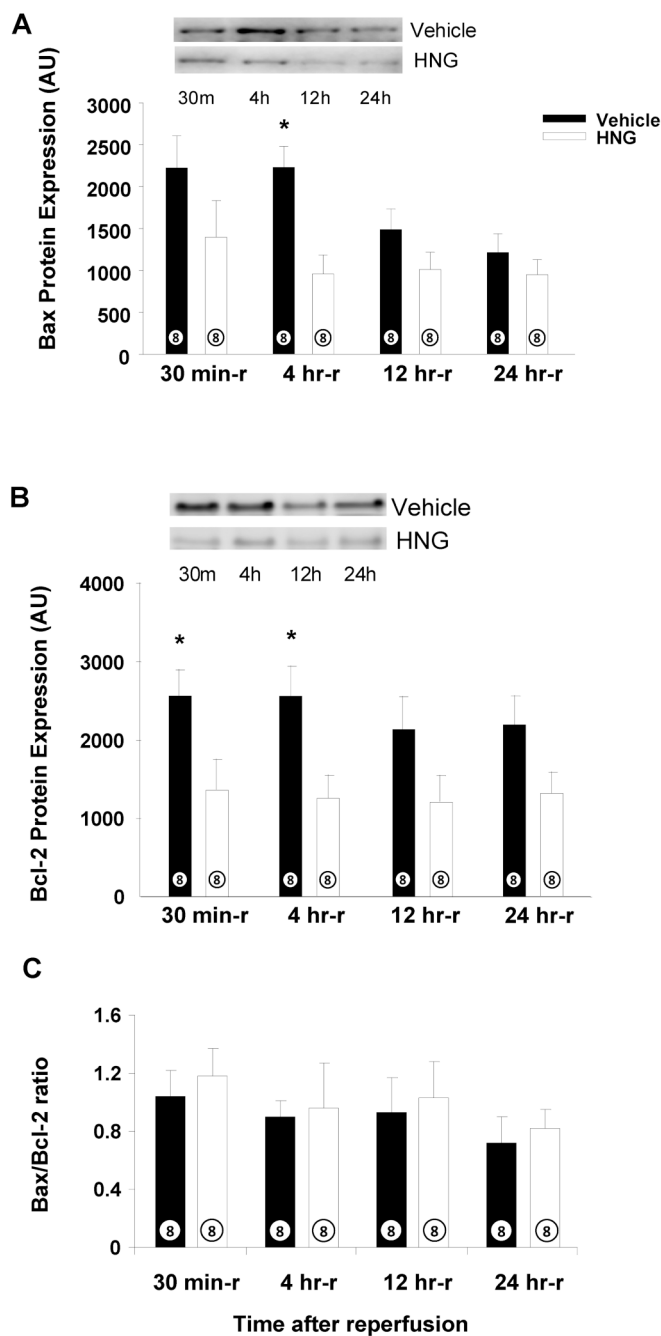 A
Vehicle
HNG
30m 4h 12h 24h
Bax Protein Expression (AU)
3000
2500
2000
1500
1000
500
0
*
Vehicle
HNG
8 8 8 8 8 8 8 8
30 min-r 4 hr-r 12 hr-r 24 hr-r
B
Vehicle
HNG
30m 4h 12h 24h
Bcl-2 Protein Expression (AU)
4000
3000
2000
1000
0
* *
8 8 8 8 8 8 8 8
30 min-r 4 hr-r 12 hr-r 24 hr-r
C
Bax/Bcl-2 ratio
1.6
1.2
0.8
0.4
0
8 8 8 8 8 8 8 8
30 min-r 4 hr-r 12 hr-r 24 hr-r
Time after reperfusion